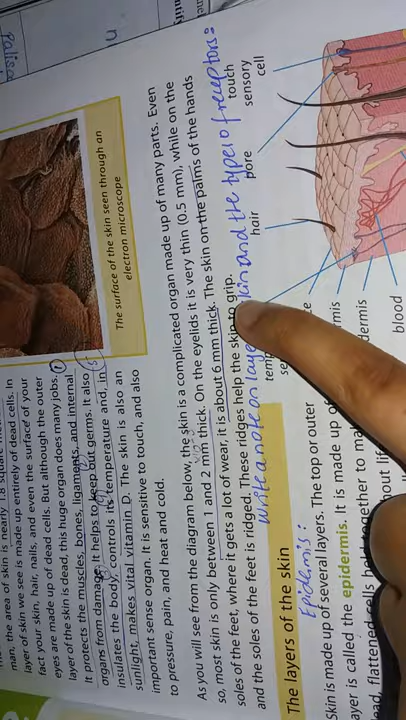 Palisa
man, the area of skin is nearly 1.8 square
layer of skin we see is made up entirely of dead cells. In
fact your skin, hair, nails, and even the surface of your
eyes are made up of dead cells. But although the outer
layer of the skin is dead, this huge organ does many jobs. 1
It protects the muscles, bones, ligaments, and internal
organs from damage. It helps to keep out germs. It also
insulates the body, controls its temperature and, in
sunlight, makes vital vitamin D. The skin is also an
important sense organ. It is sensitive to touch, and also
to pressure, pain, and heat and cold.
The surface of the skin seen through an
electron microscope
As you will see from the diagram below, the skin is a complicated organ made up of many parts. Even
so, most skin is only between 1 and 2 mm thick. On the eyelids it is very thin (0.5 mm), while on the
soles of the feet, where it gets a lot of wear, it is about 6 mm thick. The skin on the palms of the hands
and the soles of the feet is ridged. These ridges help the skin to grip.
write a note on layer skin and the types of receptors:
The layers of the skin
Epidermis:
Skin is made up of several layers. The top or outer
layer is called the epidermis. It is made up of
dead, flattened cells held together to
hair
pore
touch
sensory
cell
dermis
blood